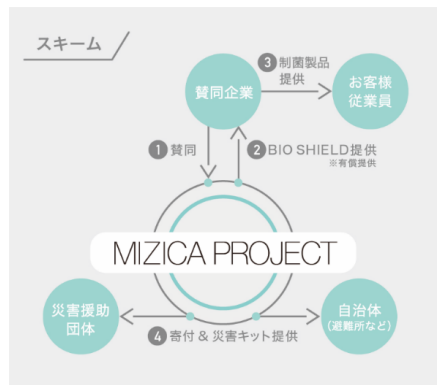 スキーム
賛同企業
3 制菌製品
提供
お客様
従業員
1 賛同
2 BIO SHIELD提供
※有償提供
MIZICA PROJECT
災害援助
団体
4 寄付 & 災害キット提供
自治体
(避難所など)